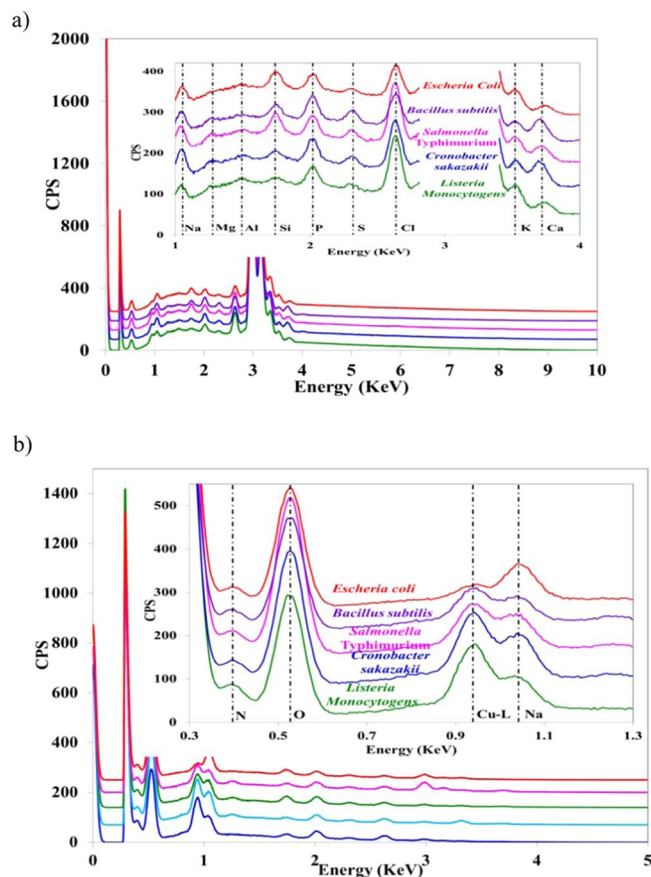 a)
2000
1600
1200
800
400
0
CPS
400
300
200
100
0
CPS
Escheria Coli
Bacillus subtilis
Salmonella
Typhimurium
Cronobacter
sakazakii
Listeria
Monocytogens
Na Mg Al Si P S Cl K Ca
1 2 3 4
Energy (KeV)
0 1 2 3 4 5 6 7 8 9 10
Energy (KeV)
b)
1400
1200
1000
800
600
400
200
0
CPS
500
400
300
200
100
0
CPS
Escheria coli
Bacillus subtilis
Salmonella
Typhimurium
Cronobacter
sakazakii
Listeria
Monocytogens
N O Cu-L Na
0.3 0.5 0.7 0.9 1.1 1.3
Energy (KeV)
0 1 2 3 4 5
Energy (KeV)